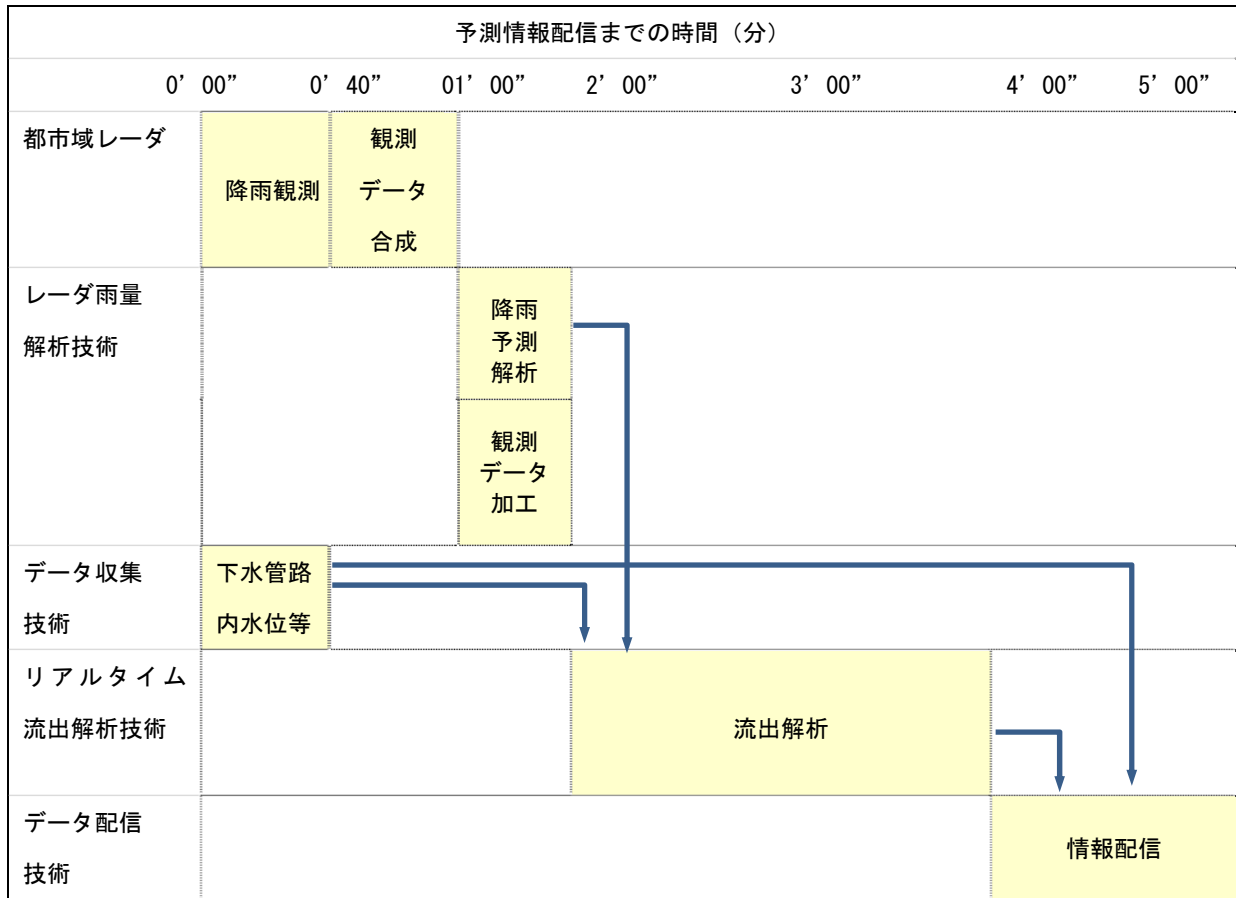 予測情報配信までの時間（分）
0’ 00” 0’ 40” 01’ 00” 2’ 00” 3’ 00” 4’ 00” 5’ 00”
都市域レーダ
降雨観測
観測
データ
合成
レーダ雨量
解析技術
降雨
予測
解析
観測
データ
加工
データ収集
技術
下水管路
内水位等
リアルタイム
流出解析技術
流出解析
データ配信
技術
情報配信